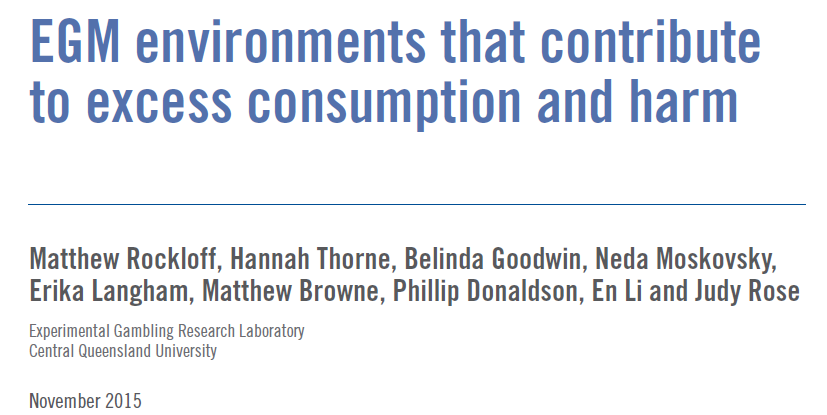 EGM environments that contribute
to excess consumption and harm
Matthew Rockloff, Hannah Thorne, Belinda Goodwin, Neda Moskovsky,
Erika Langham, Matthew Browne, Phillip Donaldson, En Li and Judy Rose
Experimental Gambling Research Laboratory
Central Queensland University
November 2015